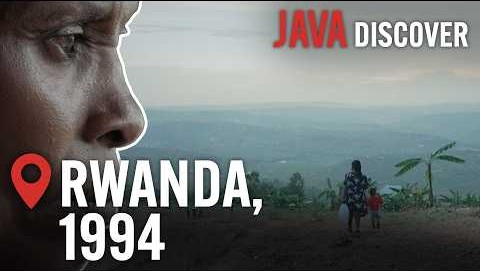 JAVA DISCOVER
RWANDA,
1994